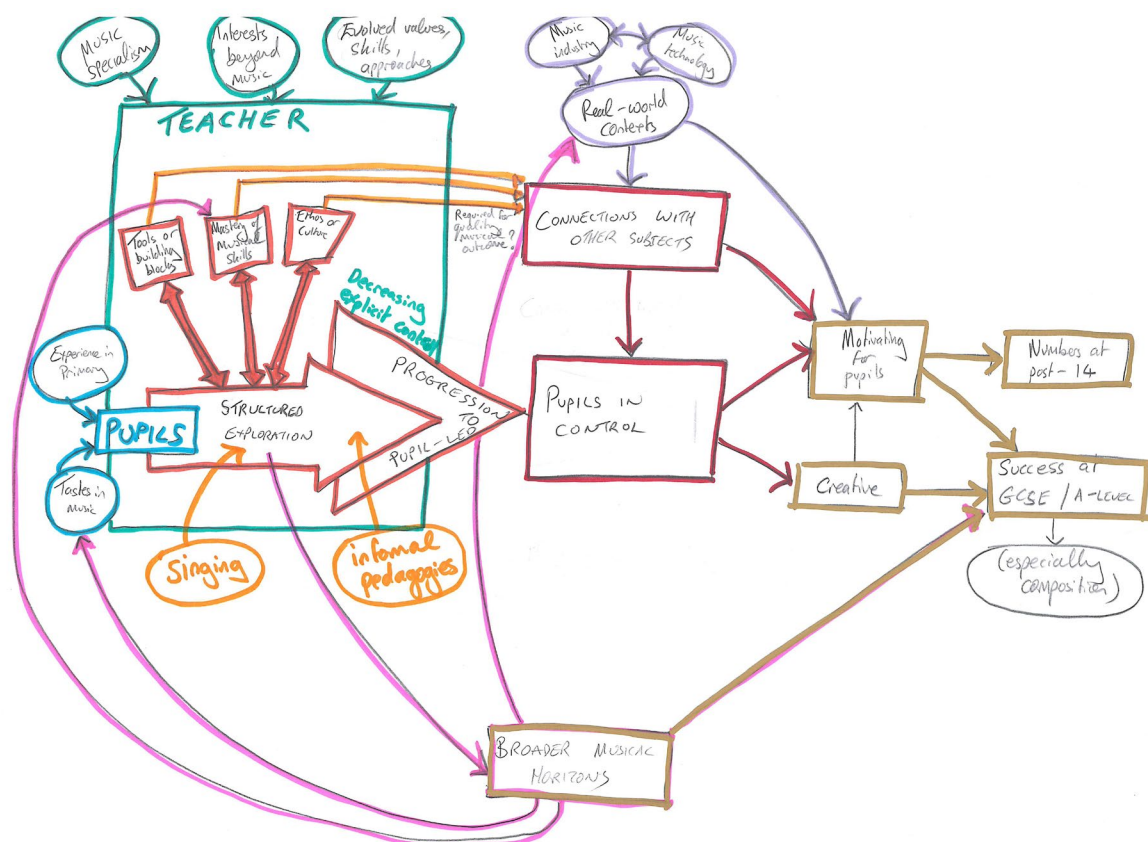 Music
specialism
Interests
beyond
music
Evolved values,
skills,
approaches
Music
industry
Music
technology
Real-world
contexts
TEACHER
Tools or
building
blocks
Mastery of
Musical
skills
Ethos or
Culture
Required for
quality
musical ?
outcome?
CONNECTIONS WITH
OTHER SUBJECTS
Decreasing
explicit control
PROGRESSION
TO
PUPIL-LED
Experience in
Primary
PUPILS
Tastes in
Music
STRUCTURED
EXPLORATION
PUPILS IN
CONTROL
Motivating
for
pupils
Numbers at
post-14
Creative
Success at
GCSE / A-LEVEL
(especially
composition)
Singing
informal
pedagogies
BROADER MUSICAL
HORIZONS